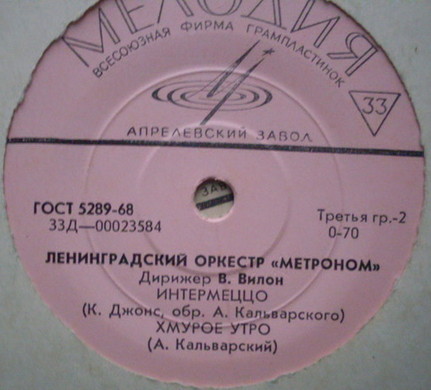 МЕЛОДИЯ
ВСЕСОЮЗНАЯ ФИРМА ГРАМПЛАСТИНОК
33
АПРЕЛЕВСКИЙ ЗАВОД
ГОСТ 5289-68
33Д—00023584
Третья гр.-2
0-70
ЛЕНИНГРАДСКИЙ ОРКЕСТР «МЕТРОНОМ»
Дирижер В. Вилон
ИНТЕРМЕЦЦО
(К. Джонс, обр. А. Кальварского)
ХМУРОЕ УТРО
(А. Кальварский)